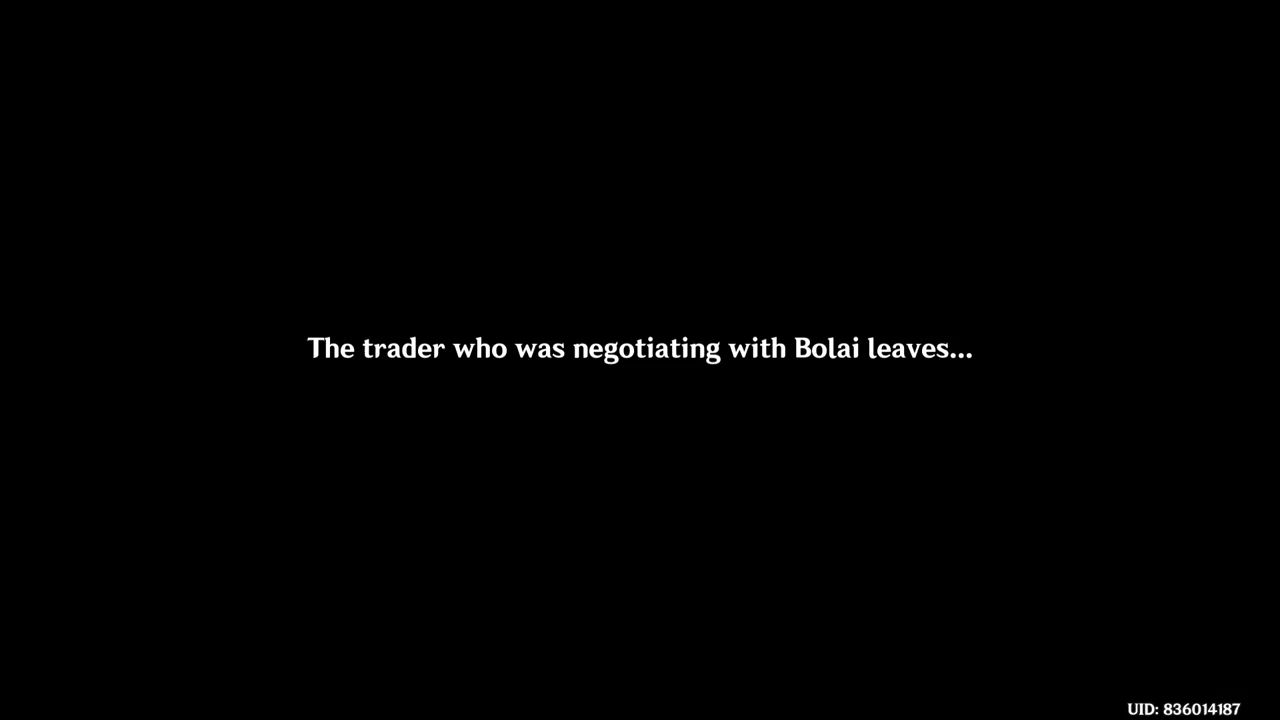 The trader who was negotiating with Bolai leaves...
UID: 836014187